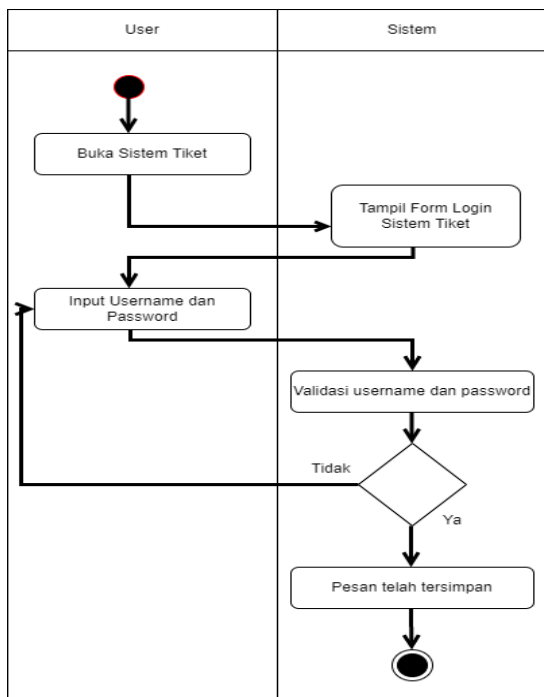 User
Sistem
Buka Sistem Tiket
Tampil Form Login
Sistem Tiket
Input Username dan
Password
Validasi username dan password
Tidak
Ya
Pesan telah tersimpan